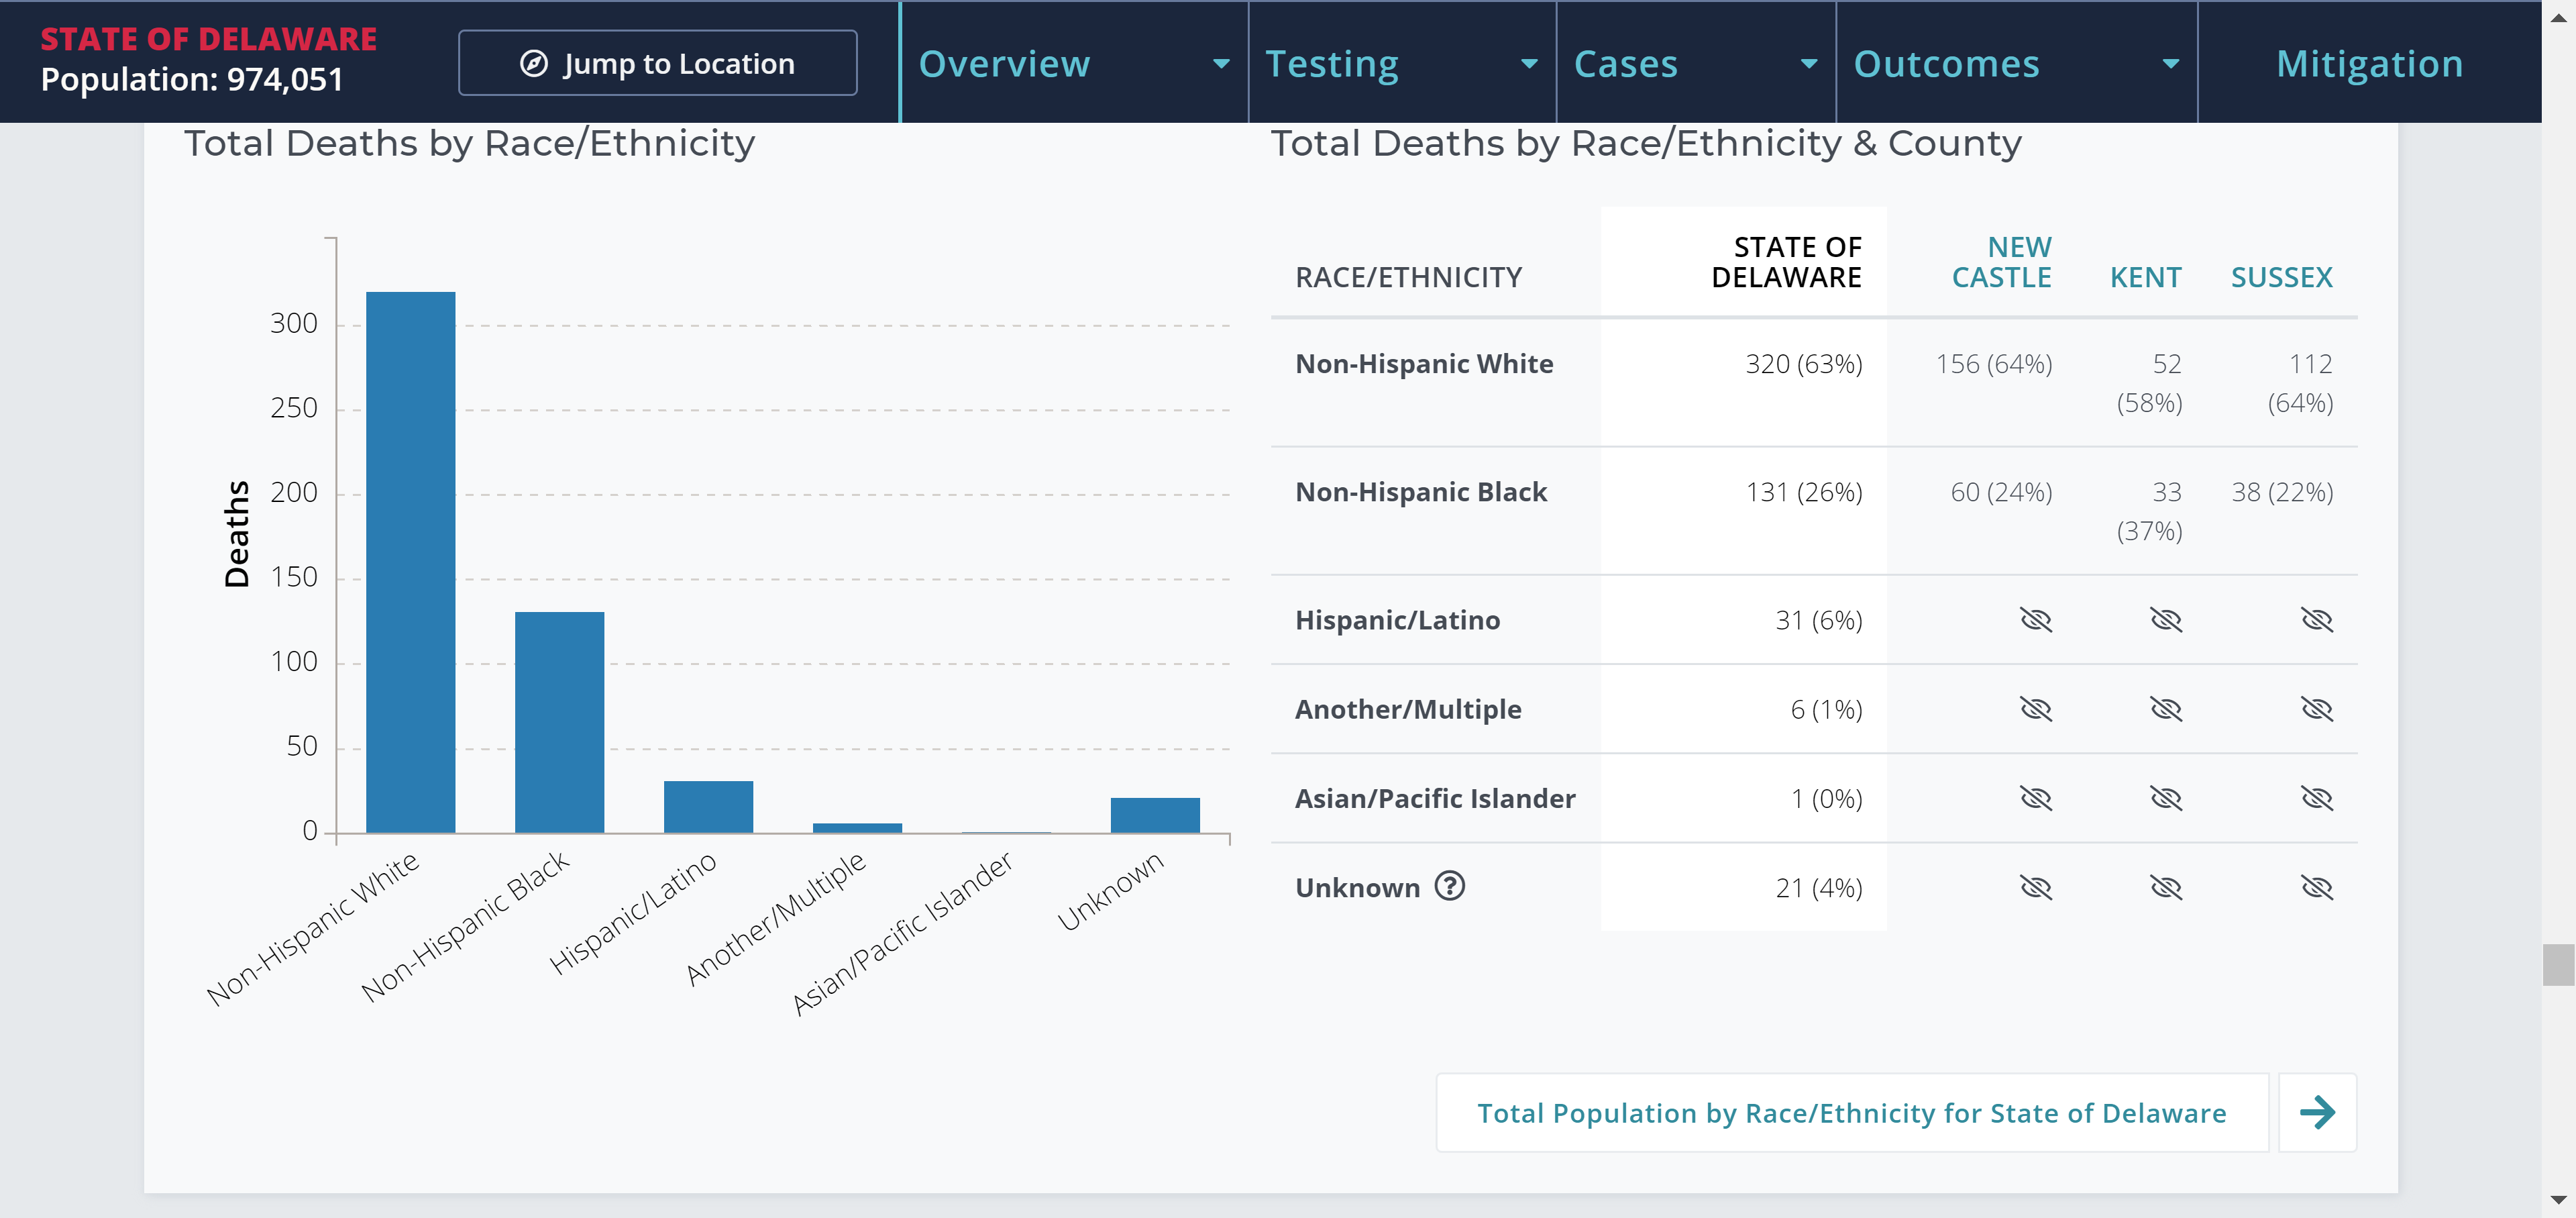 STATE OF DELAWARE
Population: 974,051
Jump to Location
Overview
Testing
Cases
Outcomes
Mitigation
Total Deaths by Race/Ethnicity
Deaths
300
250
200
150
100
50
0
Non-Hispanic White
Non-Hispanic Black
Hispanic/Latino
Another/Multiple
Asian/Pacific Islander
Unknown
Total Deaths by Race/Ethnicity & County
RACE/ETHNICITY
STATE OF
DELAWARE
NEW
CASTLE
KENT
SUSSEX
Non-Hispanic White 320 (63%) 156 (64%) 52 112
(58%) (64%)
Non-Hispanic Black 131 (26%) 60 (24%) 33 38 (22%)
(37%)
Hispanic/Latino 31 (6%)
Another/Multiple 6 (1%)
Asian/Pacific Islander 1 (0%)
Unknown ? 21 (4%)
Total Population by Race/Ethnicity for State of Delaware